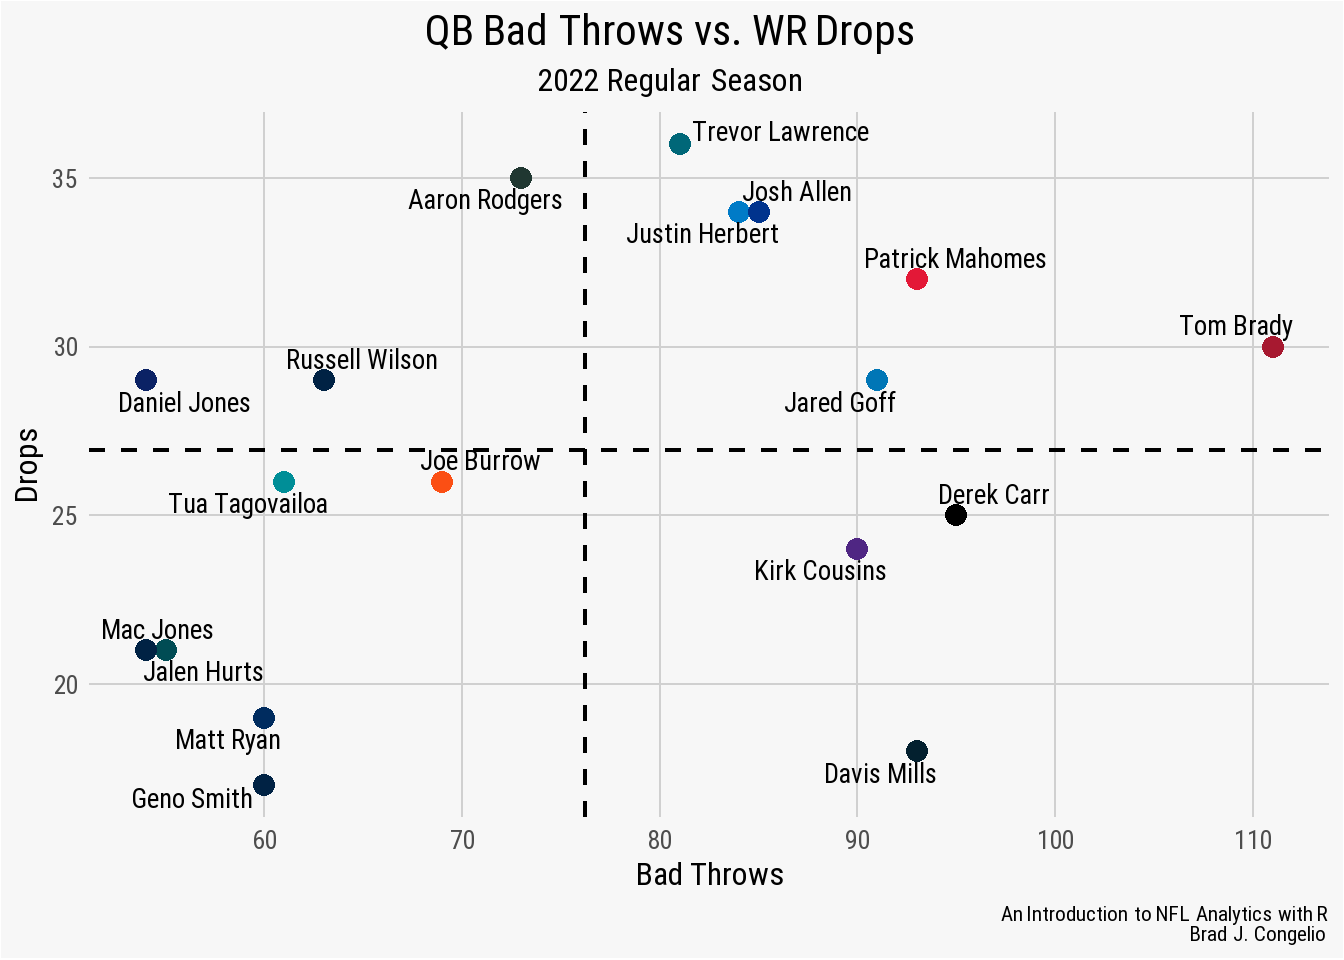 QB Bad Throws vs. WR Drops
2022 Regular Season
Trevor Lawrence
35
Aaron Rodgers
Josh Allen
Justin Herbert
Patrick Mahomes
Tom Brady
30
Russell Wilson
Daniel Jones
Jared Goff
Drops
Joe Burrow
Tua Tagovailoa
Derek Carr
25
Kirk Cousins
Mac Jones
Jalen Hurts
20
Matt Ryan
Davis Mills
Geno Smith
60 70 80 90 100 110
Bad Throws
An Introduction to NFL Analytics with R
Brad J. Congelio